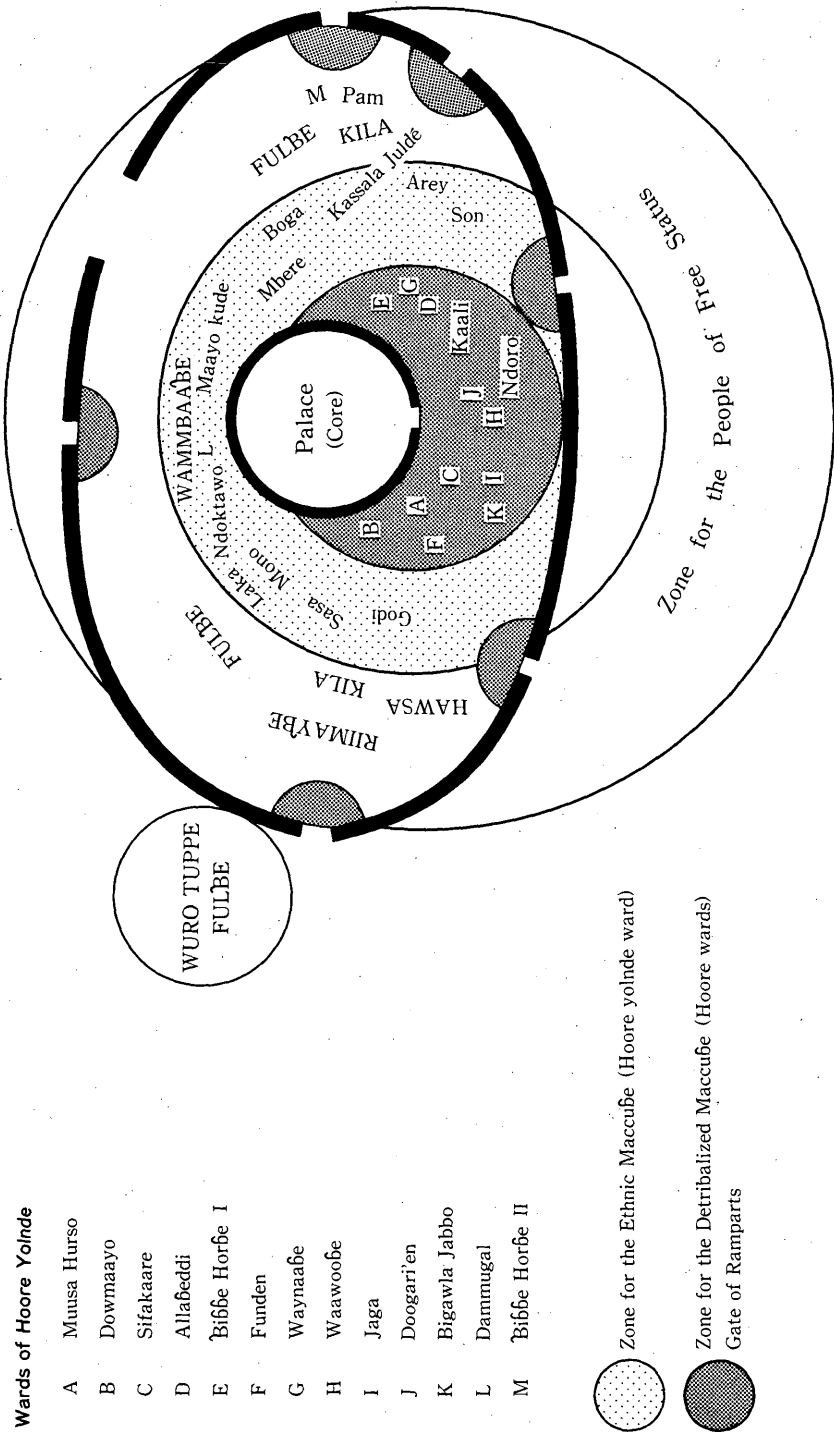 Wards of Hoore Yolnde
A Muusa Hurso
B Dowmaayo
C Sifakaare
D Allaɓeddi
E Ɓiɓɓe Horɓe I
F Funden
G Waynaaɓe
H Waawooɓe
I Jaga
J Doogari'en
K Bigawla Jabbo
L Dammugal
M Ɓiɓɓe Horɓe II
Zone for the Ethnic Maccuɓe (Hoore yolnde ward)
Zone for the Detribalized Maccuɓe (Hoore wards)
Gate of Ramparts
WURO TUPPE
FULƁE
FULƁE
RIIMAYƁE
KILA
HAWSA
WAMMBAAƁE
Ndoktawo
L
Maayo kude
Laka
Mono
Sasa
Godi
Mbere
Boga
Kassala Juldé
Arey
Son
FULƁE
KILA
M
Pam
Palace
(Core)
B
A
F
C
K
I
H
J
Ndoro
Kaali
E
G
D
Zone for the People of Free Status